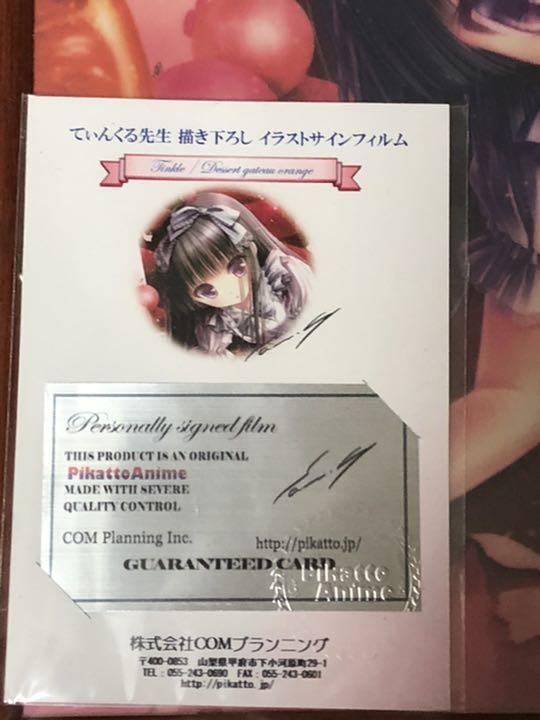 てぃんくる先生 描き下ろし イラストサインフィルム
Tinkle / Dessert gateau orange
Personally signed film
THIS PRODUCT IS AN ORIGINAL
PikattoAnime
MADE WITH SEVERE
QUALITY CONTROL
COM Planning Inc. http://pikatto.jp/
GUARANTEED CARD
Pikatto
Anime
株式会社COMプランニング
〒400-0853 山梨県甲府市下小河原町29-1
TEL：055-243-0690 FAX：055-243-0601
http://pikatto.jp/